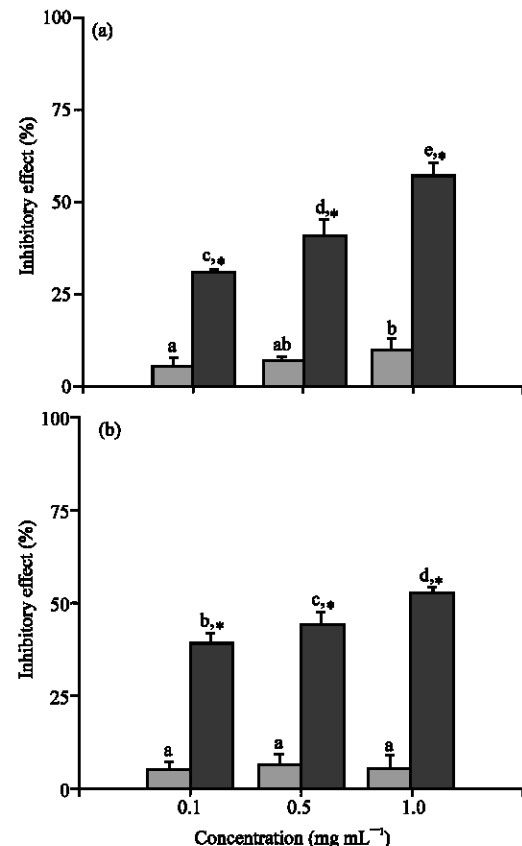 (a)
100
75
50
25
0
Inhibitory effect (%)
a
c,*
ab
d,*
b
e,*
(b)
100
75
50
25
0
Inhibitory effect (%)
a
b,*
a
c,*
a
d,*
0.1 0.5 1.0
Concentration (mg mL⁻¹)